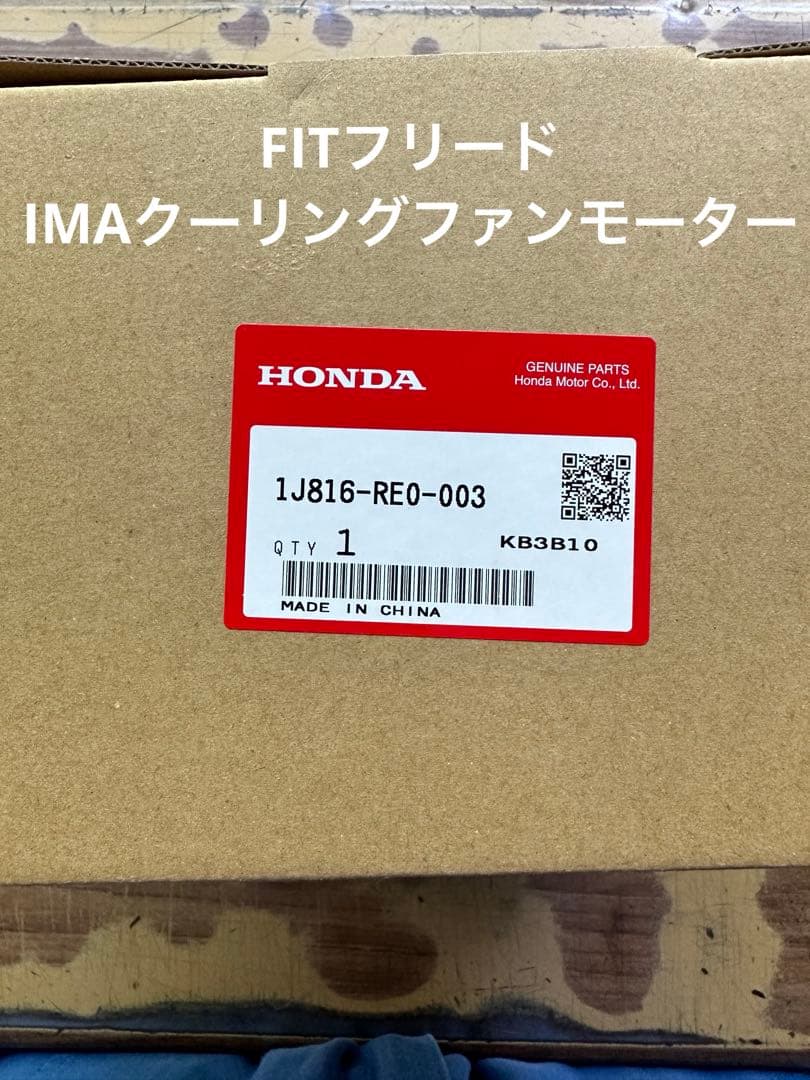 FITフリード
IMAクーリングファンモーター
HONDA
GENUINE PARTS
Honda Motor Co., Ltd.
1J816-RE0-003
QTY 1
KB3B10
MADE IN CHINA